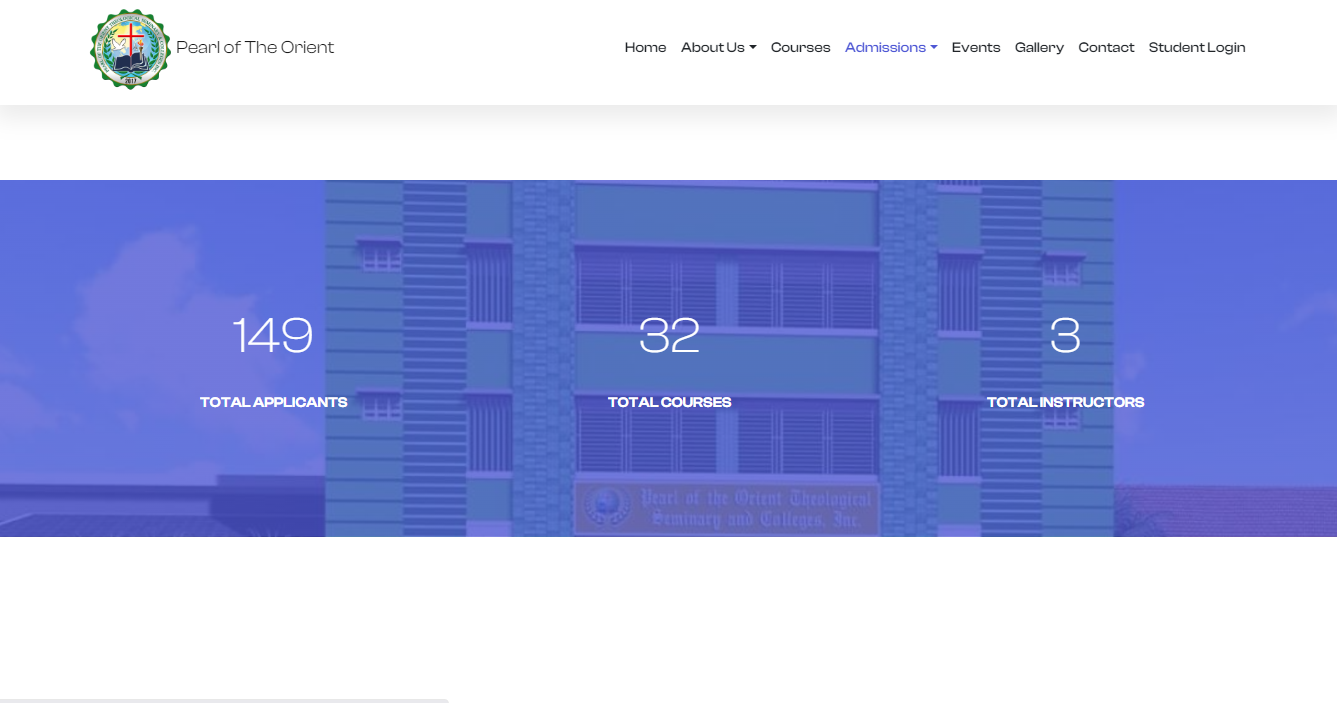 Pearl of The Orient
Home About Us Courses Admissions Events Gallery Contact Student Login
149 32 3
TOTAL APPLICANTS TOTAL COURSES TOTAL INSTRUCTORS
Pearl of the Orient Theological
Seminary and Colleges, Inc.
2017